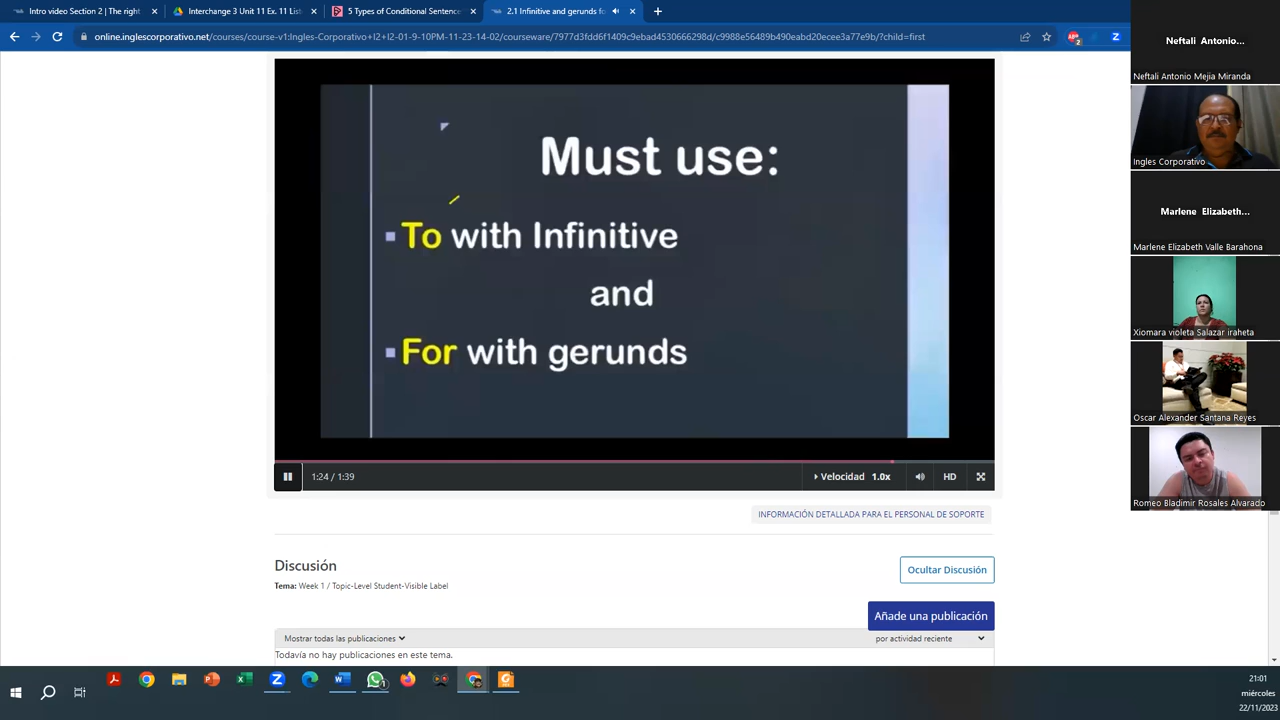 Intro video Section 2 | The right
Interchange 3 Unit 11 Ex. 11 List
5 Types of Conditional Sentence
2.1 Infinitive and gerunds fo
online.inglescorporativo.net/courses/course-v1:Ingles-Corporativo+I2+I2-01-9-10PM-11-23-14-02/courseware/7977d3fdd6f1409c9ebad4530666298d/c9988e56489b490eabd20ecee3a77e9b/?child=first
Must use:
To with Infinitive
and
For with gerunds
1:24 / 1:39
Velocidad 1.0x
HD
INFORMACIÓN DETALLADA PARA EL PERSONAL DE SOPORTE
Discusión
Ocultar Discusión
Tema: Week 1 / Topic-Level Student-Visible Label
Añade una publicación
Mostrar todas las publicaciones
por actividad reciente
Todavía no hay publicaciones en este tema.
Neftali Antonio...
Neftali Antonio Mejia Miranda
Ingles Corporativo
Marlene Elizabeth...
Marlene Elizabeth Valle Barahona
Xiomara violeta Salazar iraheta
Oscar Alexander Santana Reyes
Romeo Bladimir Rosales Alvarado
21:01
miércoles
22/11/2023